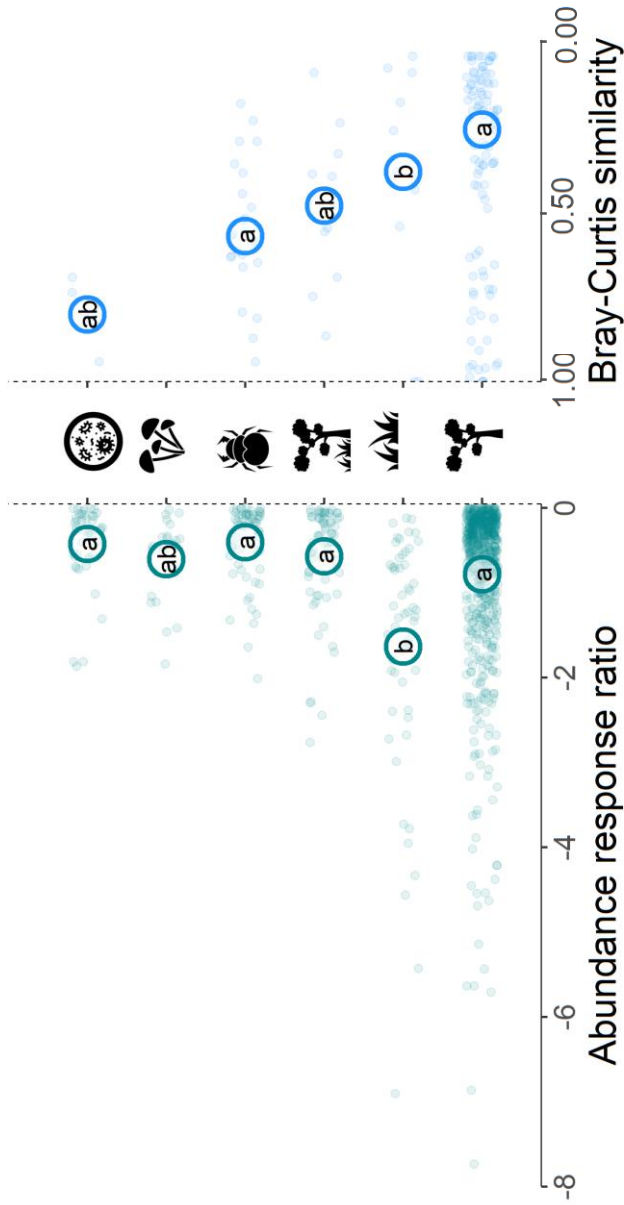 a ab
ab
a a
a ab
b b
a a
-8 -6 -4 -2 0 1.00 0.50 0.00
Abundance response ratio Bray-Curtis similarity